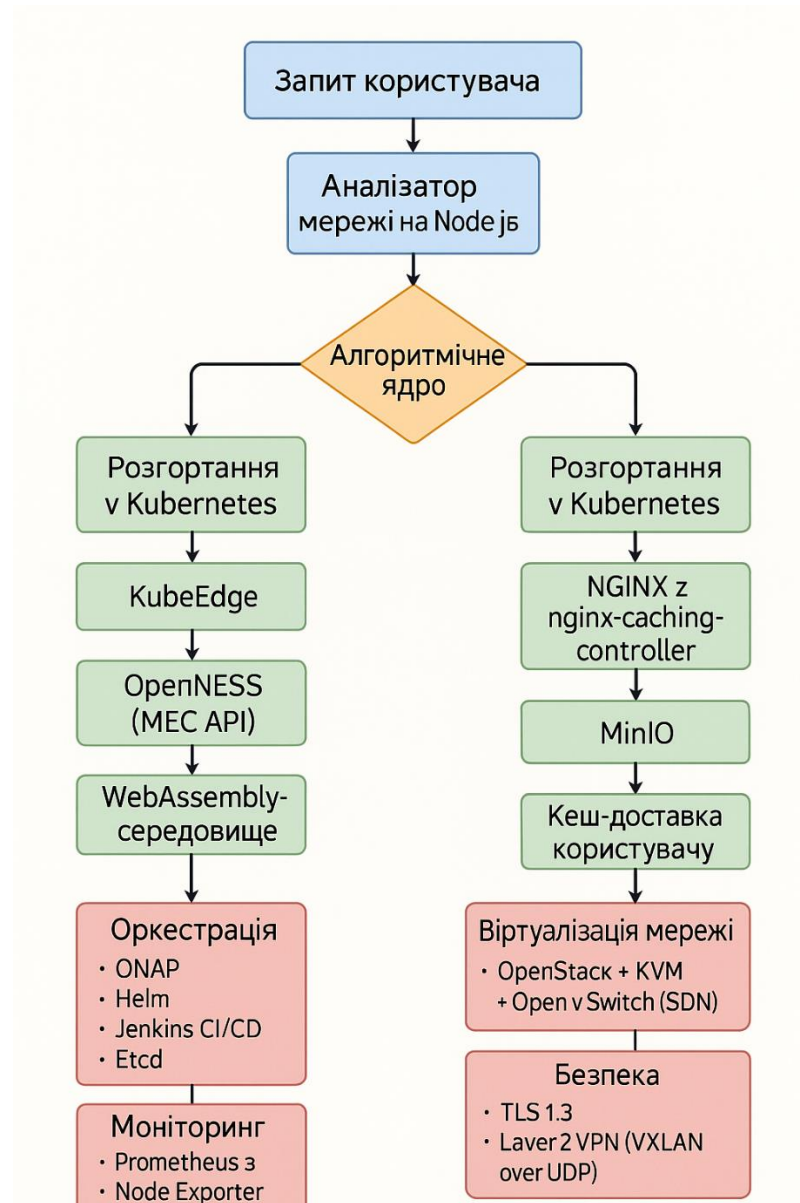 Запит користувача
Аналізатор
мережі на Node јѕ
Алгоритмічне
ядро
Розгортання
v Kubernetes
KubeEdge
OpenNESS
(MEC API)
WebAssembly-
середовище
Оркестрація
· ONAP
· Helm
· Jenkins CI/CD
· Etcd
Моніторинг
· Prometheus з
· Node Exporter
Розгортання
v Kubernetes
NGINX z
nginx-caching-
controller
MinIO
Кеш-доставка
користувачу
Віртуалізація мережі
· OpenStack + KVM
+ Open v Switch (SDN)
Безпека
· TLS 1.3
· Laver 2 VPN (VXLAN
over UDP)